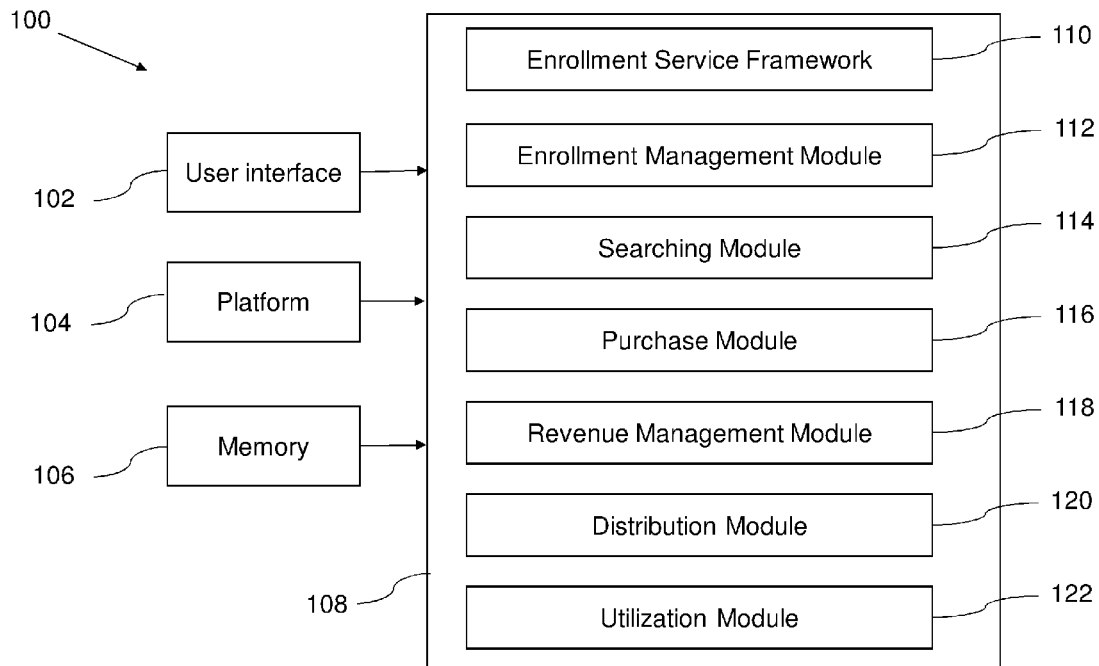 100
User interface
102
Platform
104
Memory
106
108
Enrollment Service Framework
110
Enrollment Management Module
112
Searching Module
114
Purchase Module
116
Revenue Management Module
118
Distribution Module
120
Utilization Module
122